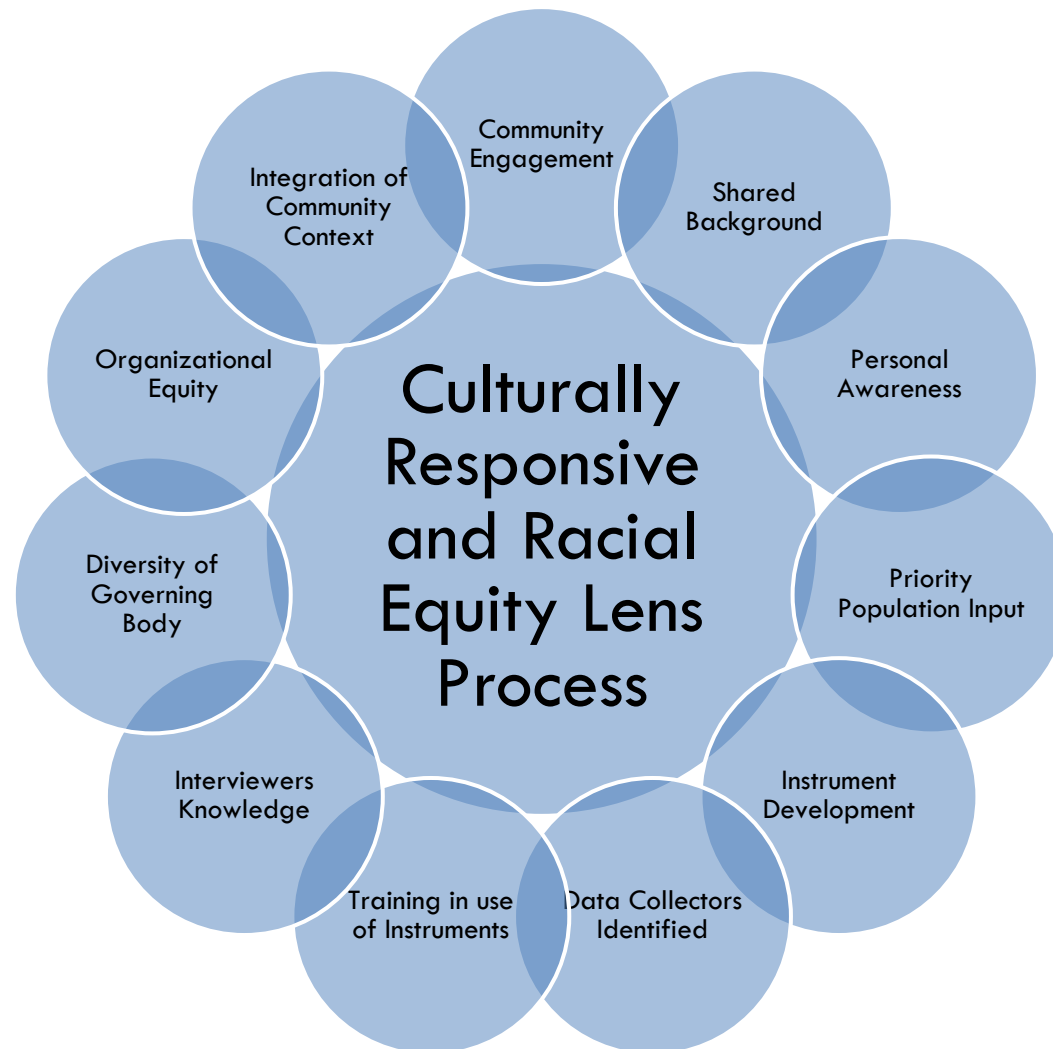 Community
Engagement
Shared
Background
Personal
Awareness
Priority
Population Input
Instrument
Development
Data Collectors
Identified
Training in use
of Instruments
Interviewers
Knowledge
Diversity of
Governing
Body
Organizational
Equity
Integration of
Community
Context
Culturally
Responsive
and Racial
Equity Lens
Process